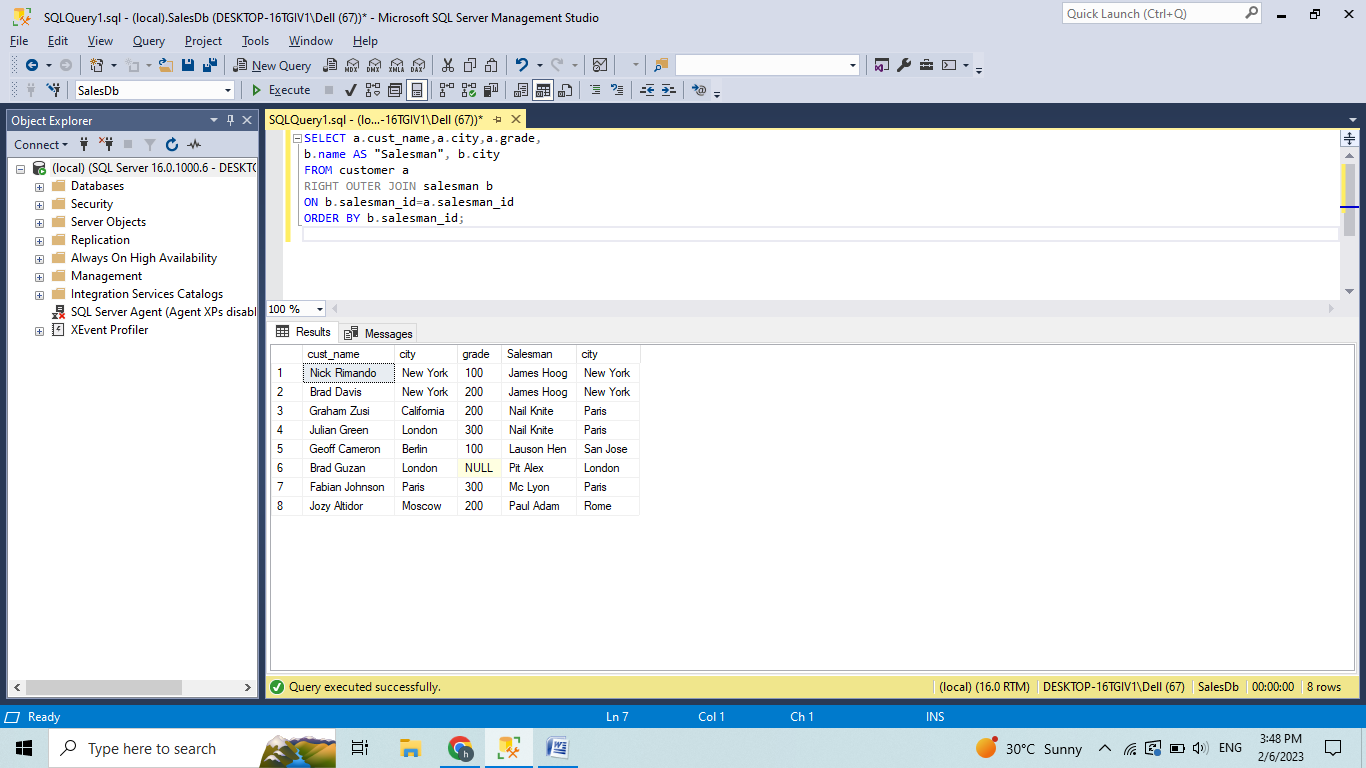 SQLQuery1.sql - (local).SalesDb (DESKTOP-16TGIV1\Dell (67))* - Microsoft SQL Server Management Studio
Quick Launch (Ctrl+Q)
File Edit View Query Project Tools Window Help
New Query MDX DMX XMLA DAX
SalesDb Execute
Object Explorer
Connect
(local) (SQL Server 16.0.1000.6 - DESKT
Databases
Security
Server Objects
Replication
Always On High Availability
Management
Integration Services Catalogs
SQL Server Agent (Agent XPs disabl
XEvent Profiler
SQLQuery1.sql - (lo...-16TGIV1\Dell (67))*
SELECT a.cust_name,a.city,a.grade,
b.name AS "Salesman", b.city
FROM customer a
RIGHT OUTER JOIN salesman b
ON b.salesman_id=a.salesman_id
ORDER BY b.salesman_id;
100 %
Results Messages
cust_name city grade Salesman city
1 Nick Rimando New York 100 James Hoog New York
2 Brad Davis New York 200 James Hoog New York
3 Graham Zusi California 200 Nail Knite Paris
4 Julian Green London 300 Nail Knite Paris
5 Geoff Cameron Berlin 100 Lauson Hen San Jose
6 Brad Guzan London NULL Pit Alex London
7 Fabian Johnson Paris 300 Mc Lyon Paris
8 Jozy Altidor Moscow 200 Paul Adam Rome
Query executed successfully. (local) (16.0 RTM) DESKTOP-16TGIV1\Dell (67) SalesDb 00:00:00 8 rows
Ready Ln 7 Col 1 Ch 1 INS
Type here to search
30°C Sunny ENG
3:48 PM
2/6/2023